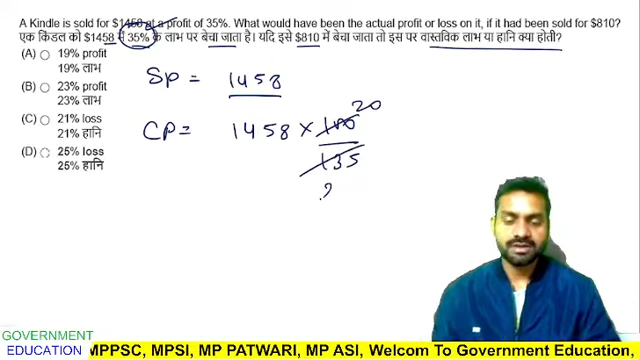 A Kindle is sold for $1458 at a profit of 35%. What would have been the actual profit or loss on it, if it had been sold for $810?
एक किंडल को $1458 में 35% के लाभ पर बेचा जाता है। यदि इसे $810 में बेचा जाता तो इस पर वास्तविक लाभ या हानि क्या होती?
(A) 19% profit
19% लाभ
(B) 23% profit
23% लाभ
(C) 21% loss
21% हानि
(D) 25% loss
25% हानि
SP = 1458
20
CP = 1458 × 100
135
2
GOVERNMENT
EDUCATION
MPPSC, MPSI, MP PATWARI, MP ASI, Welcom To Government Education,